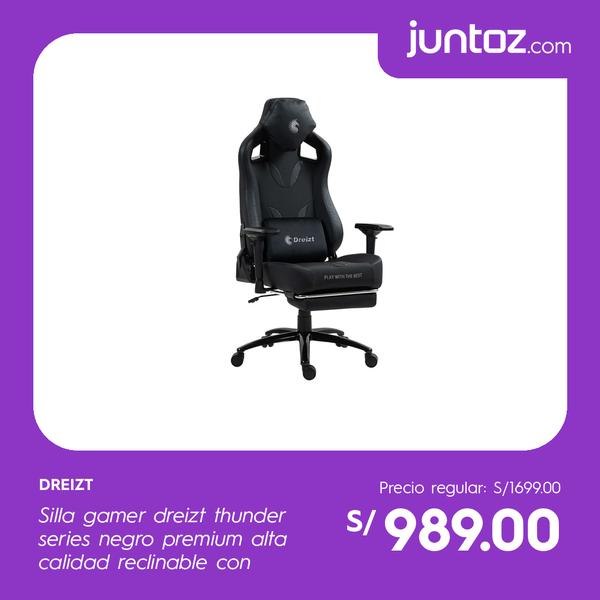 juntoz.com
Dreizt
PLAY WITH THE BEST
DREIZT
Silla gamer dreizt thunder
series negro premium alta
calidad reclinable con
Precio regular: S/1699.00
S/ 989.00